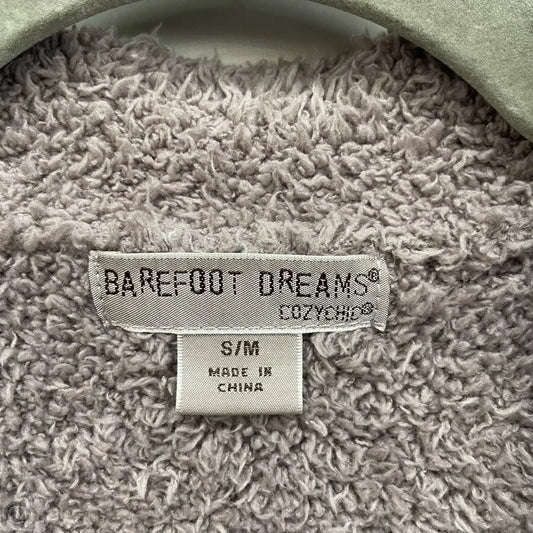 BAREFOOT DREAMS®
COZYCHIC®
S/M
MADE IN
CHINA